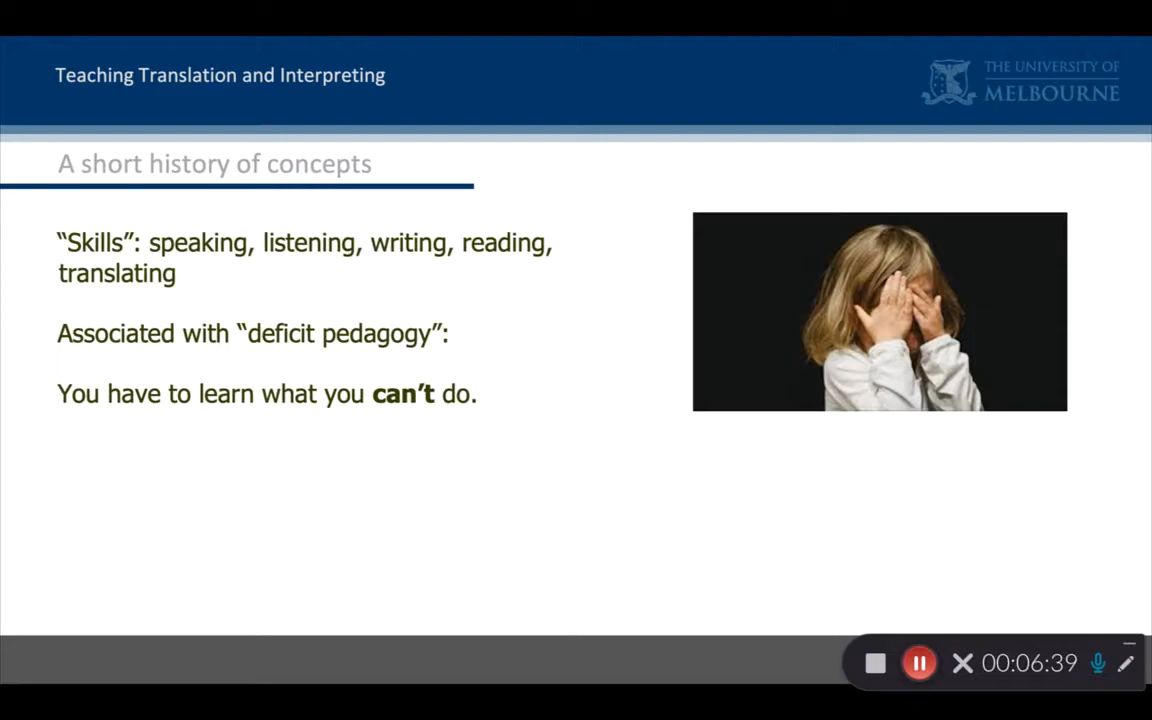 Teaching Translation and Interpreting
THE UNIVERSITY OF
MELBOURNE
A short history of concepts
“Skills”: speaking, listening, writing, reading,
translating
Associated with “deficit pedagogy”:
You have to learn what you can’t do.
00:06:39